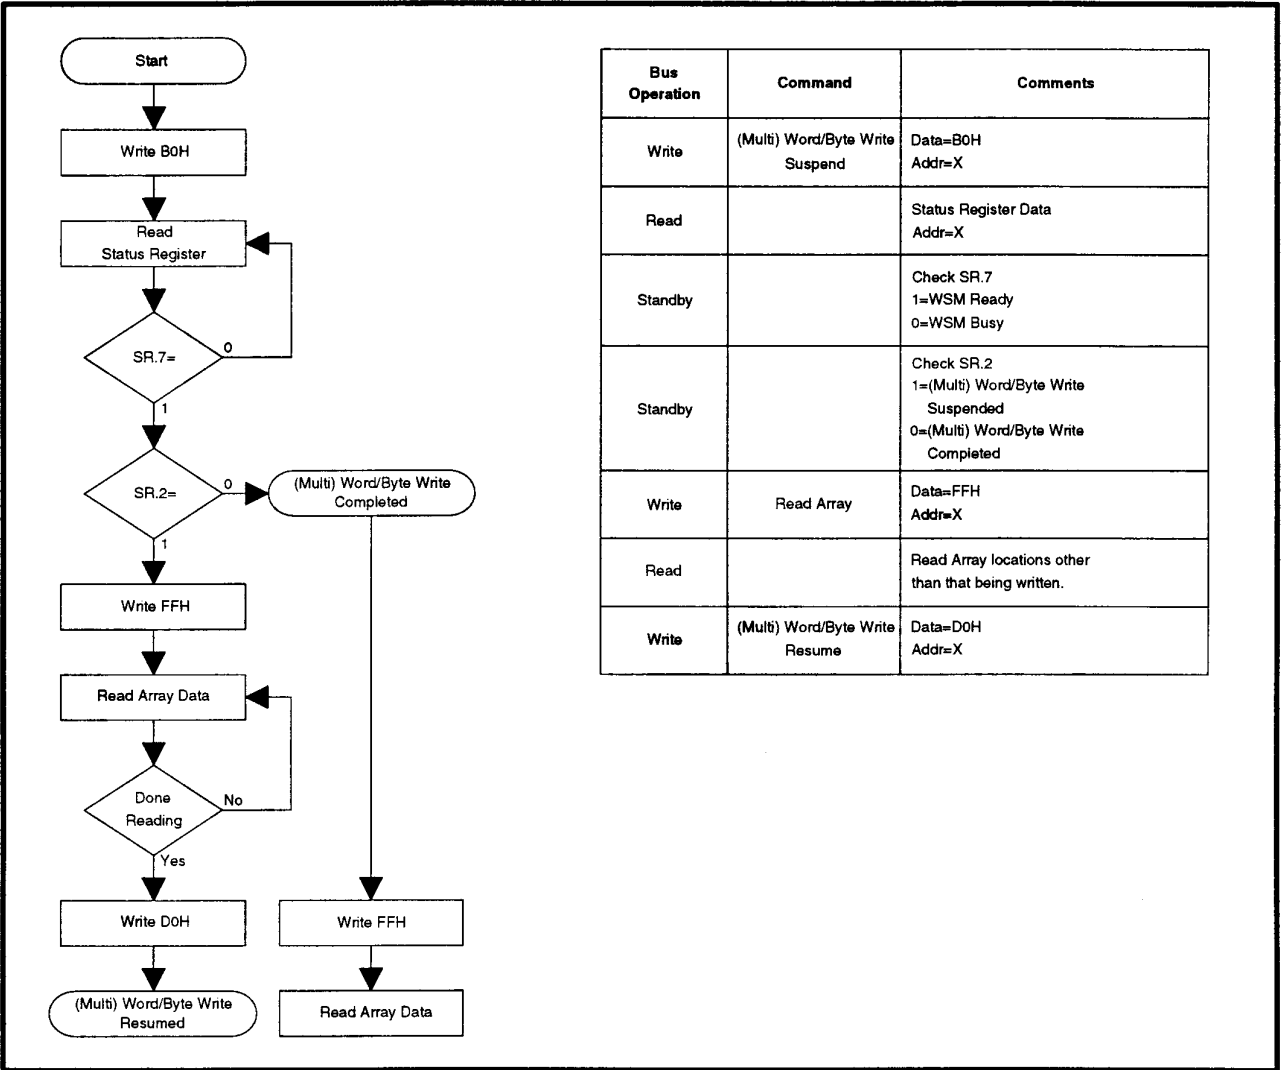 Start
Write B0H
Read
Status Register
SR.7=
0
1
SR.2=
0
1
(Multi) Word/Byte Write
Completed
Write FFH
Read Array Data
Done
Reading
No
Yes
Write D0H
(Multi) Word/Byte Write
Resumed
Write FFH
Read Array Data
Bus
Operation
Command
Comments
Write
(Multi) Word/Byte Write
Suspend
Data=B0H
Addr=X
Read
Status Register Data
Addr=X
Standby
Check SR.7
1=WSM Ready
0=WSM Busy
Standby
Check SR.2
1=(Multi) Word/Byte Write
Suspended
0=(Multi) Word/Byte Write
Completed
Write
Read Array
Data=FFH
Addr=X
Read
Read Array locations other
than that being written.
Write
(Multi) Word/Byte Write
Resume
Data=D0H
Addr=X